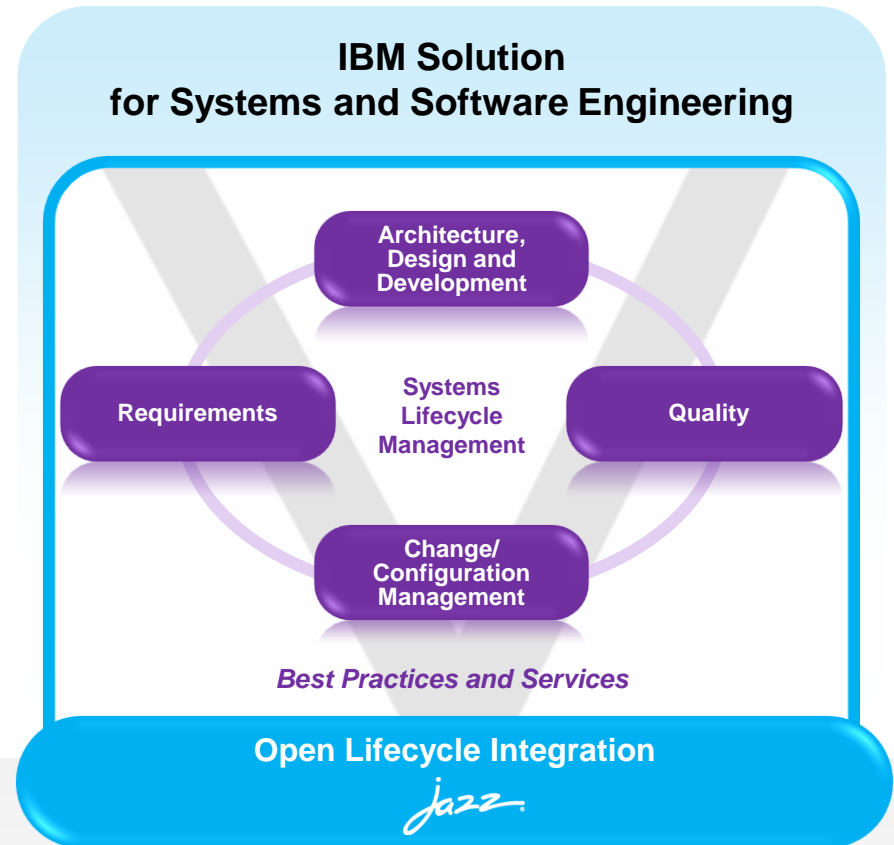 IBM Solution
for Systems and Software Engineering
Architecture,
Design and
Development
Requirements
Systems
Lifecycle
Management
Quality
Change/
Configuration
Management
Best Practices and Services
Open Lifecycle Integration
jazz